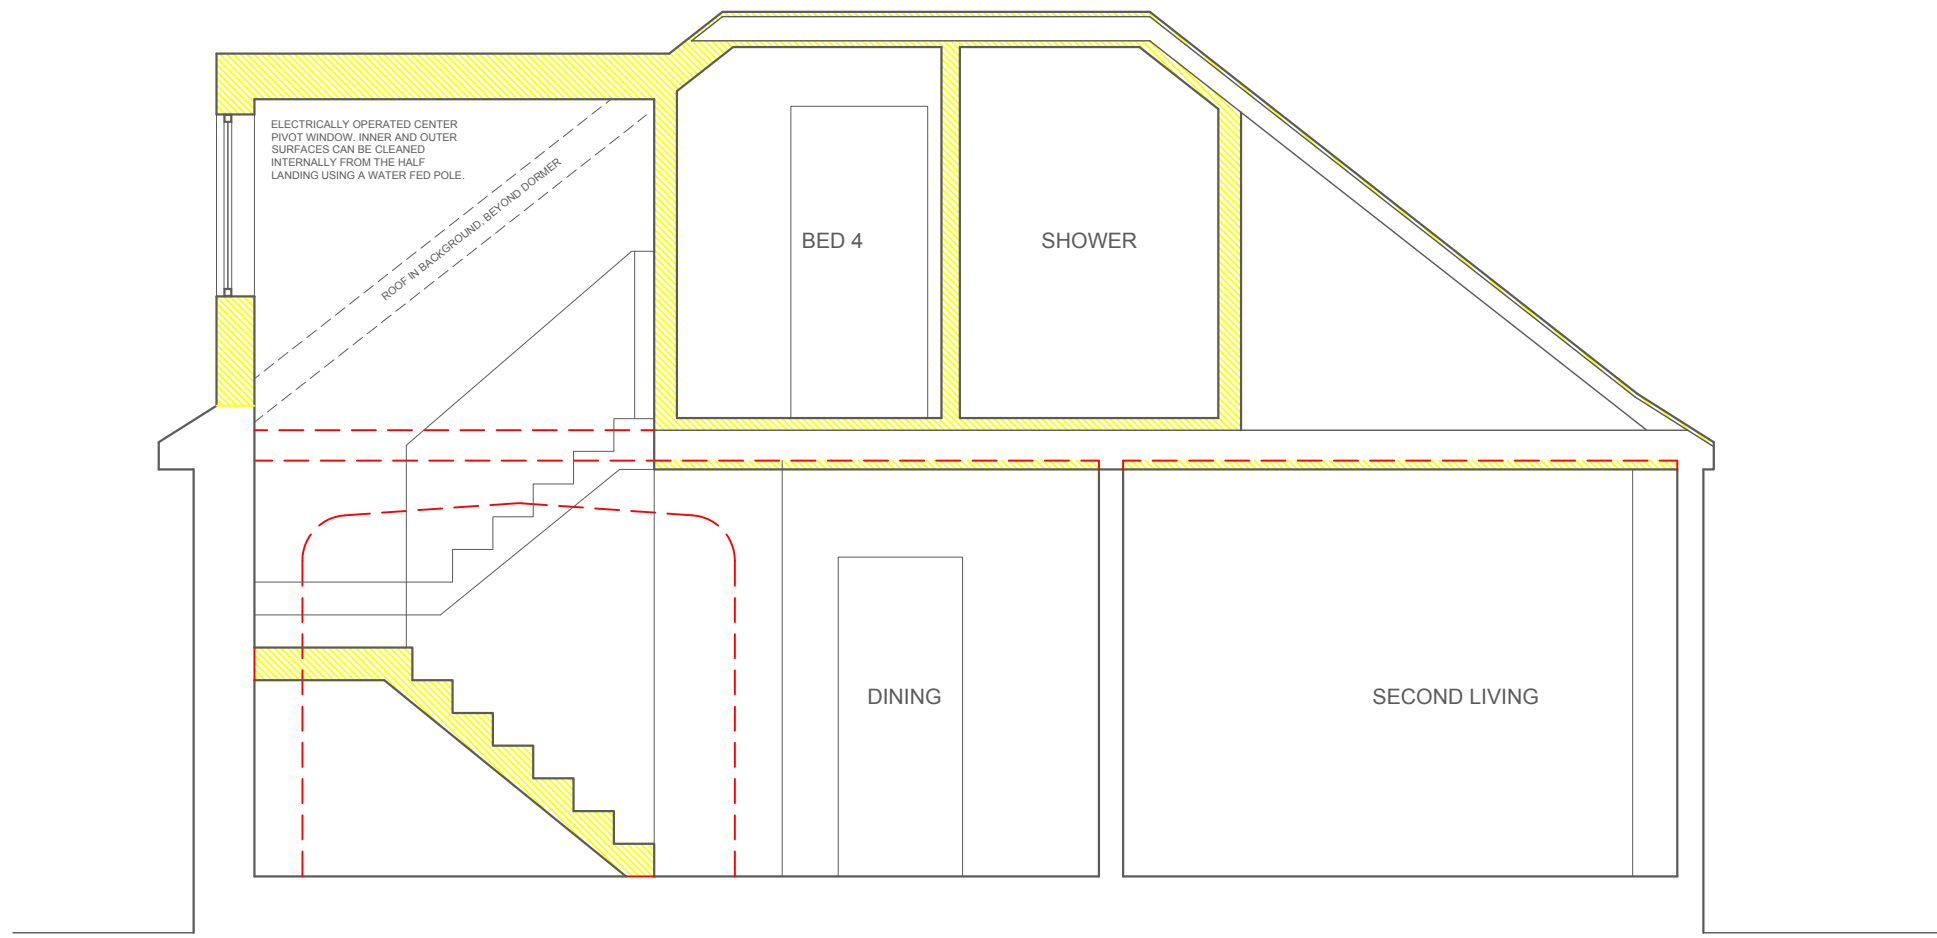 ELECTRICALLY OPERATED CENTER
PIVOT WINDOW. INNER AND OUTER
SURFACES CAN BE CLEANED
INTERNALLY FROM THE HALF
LANDING USING A WATER FED POLE.
ROOF IN BACKGROUND, BEYOND DORMER
BED 4
SHOWER
DINING
SECOND LIVING